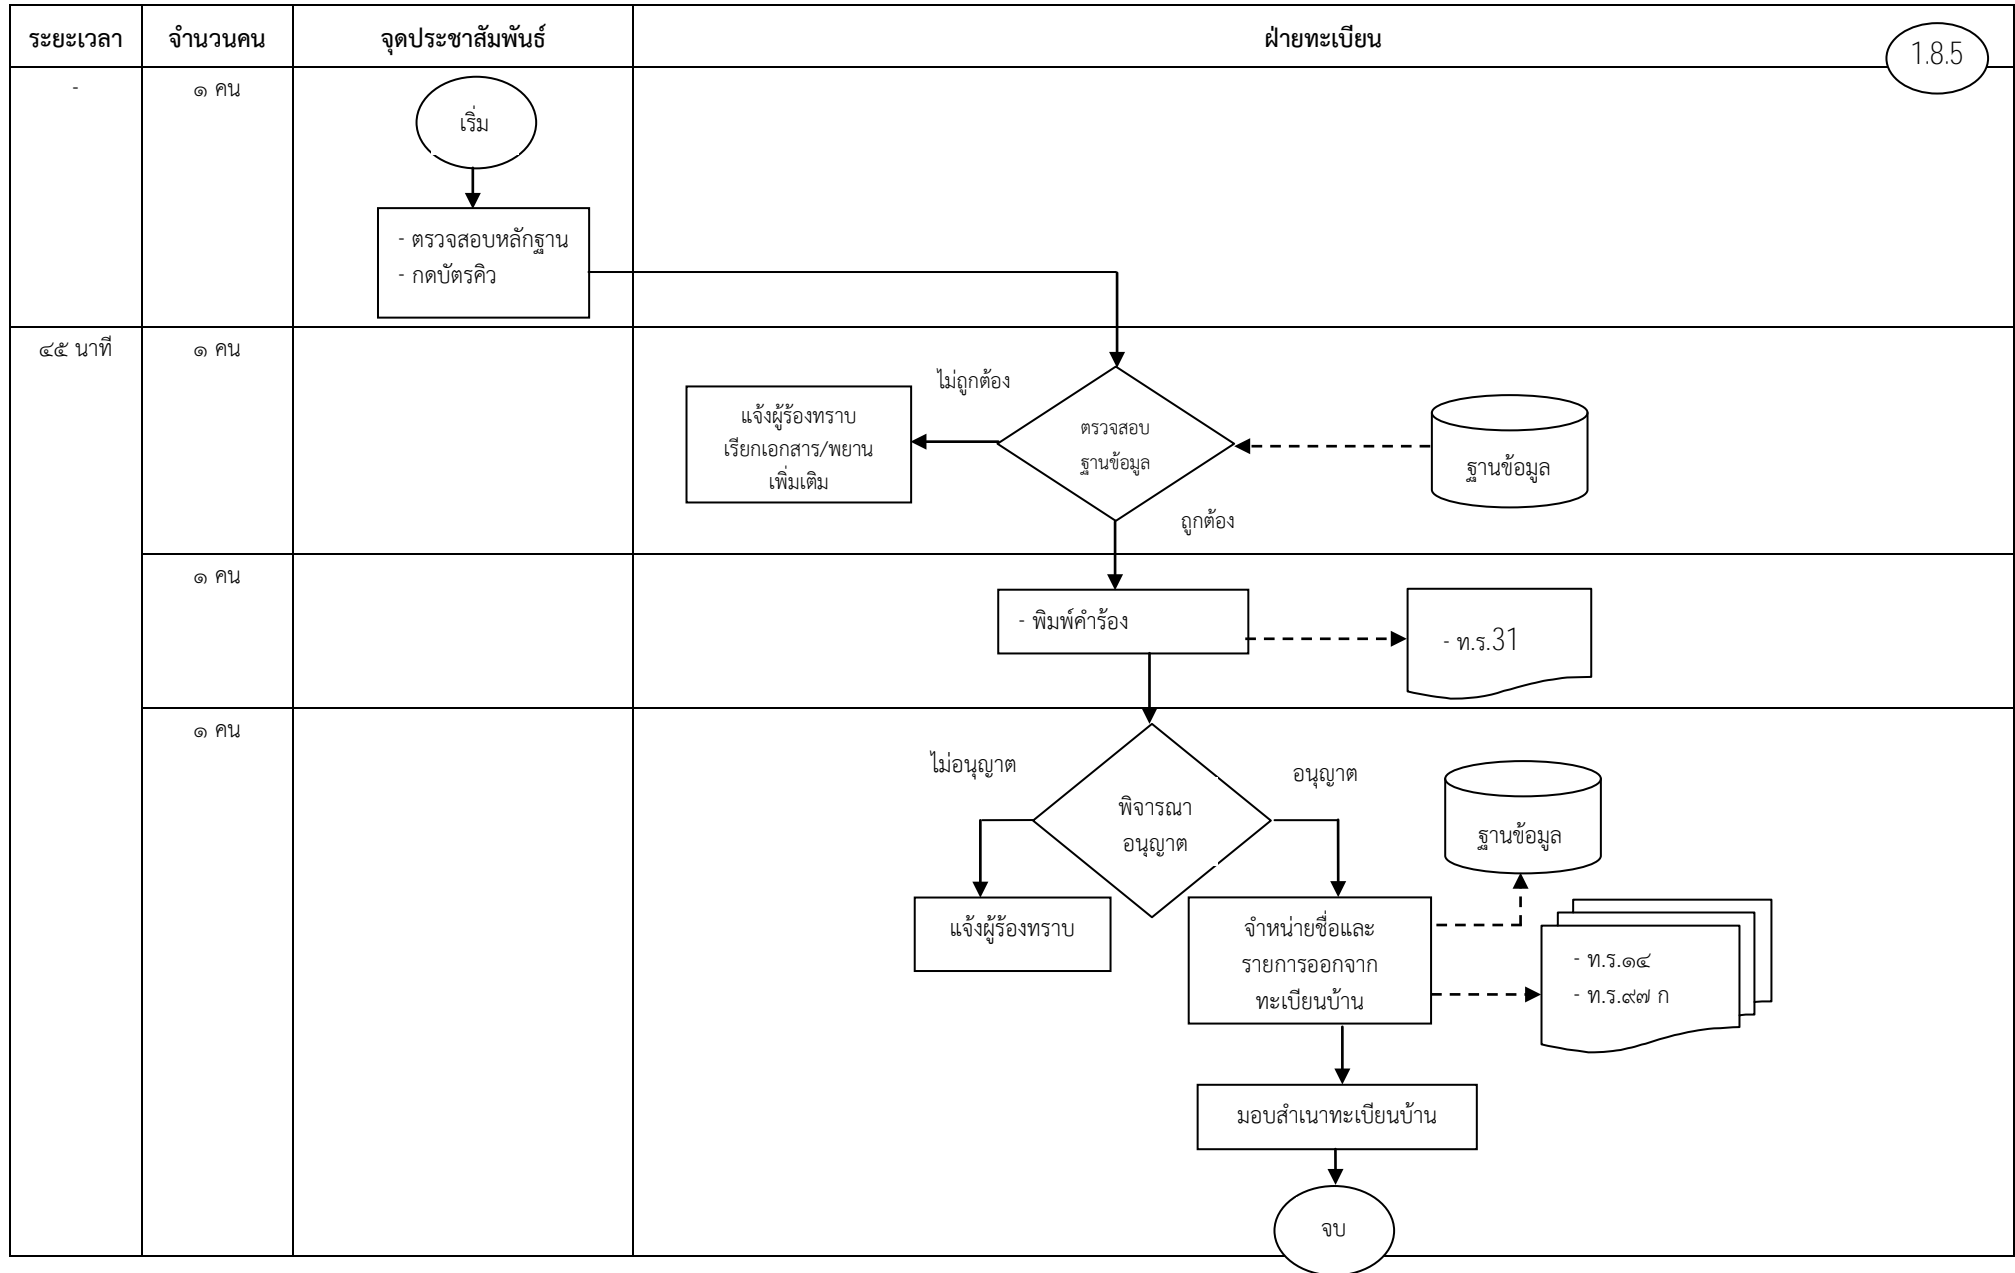 ระยะเวลา
จำนวนคน
จุดประชาสัมพันธ์
ฝ่ายทะเบียน
1.8.5
-
๑ คน
เริ่ม
- ตรวจสอบหลักฐาน
- กดบัตรคิว
๔๕ นาที
๑ คน
ไม่ถูกต้อง
แจ้งผู้ร้องทราบ
เรียกเอกสาร/พยาน
เพิ่มเติม
ตรวจสอบ
ฐานข้อมูล
ฐานข้อมูล
ถูกต้อง
๑ คน
- พิมพ์คำร้อง
- ท.ร.31
๑ คน
ไม่อนุญาต
อนุญาต
พิจารณา
อนุญาต
ฐานข้อมูล
แจ้งผู้ร้องทราบ
จำหน่ายชื่อและ
รายการออกจาก
ทะเบียนบ้าน
- ท.ร.๑๔
- ท.ร.๙๗ ก
มอบสำเนาทะเบียนบ้าน
จบ